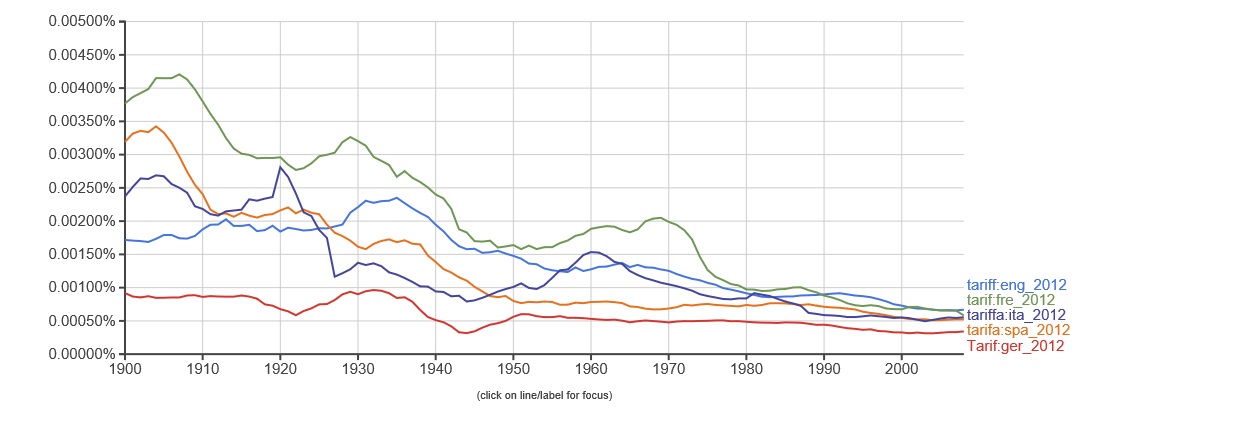 0.00500%
0.00450%
0.00400%
0.00350%
0.00300%
0.00250%
0.00200%
0.00150%
0.00100%
0.00050%
0.00000%
1900 1910 1920 1930 1940 1950 1960 1970 1980 1990 2000
(click on line/label for focus)
tariff:eng_2012
tarif:fre_2012
tariffa:ita_2012
tarifa:spa_2012
Tarif:ger_2012